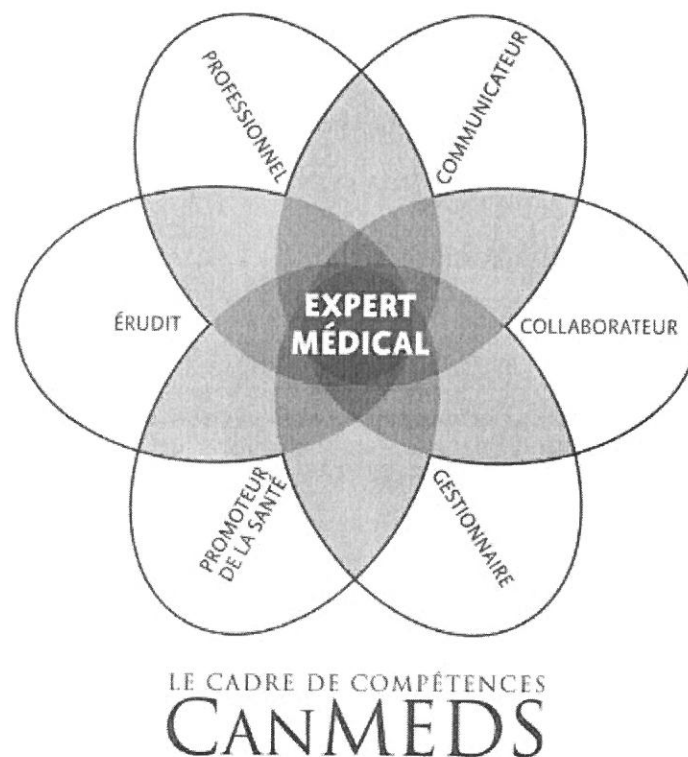 PROFESSIONNEL
COMMUNICATEUR
ÉRUDIT
EXPERT
MÉDICAL
COLLABORATEUR
PROMOTEUR
DE LA SANTÉ
GESTIONNAIRE
LE CADRE DE COMPÉTENCES
CANMEDS